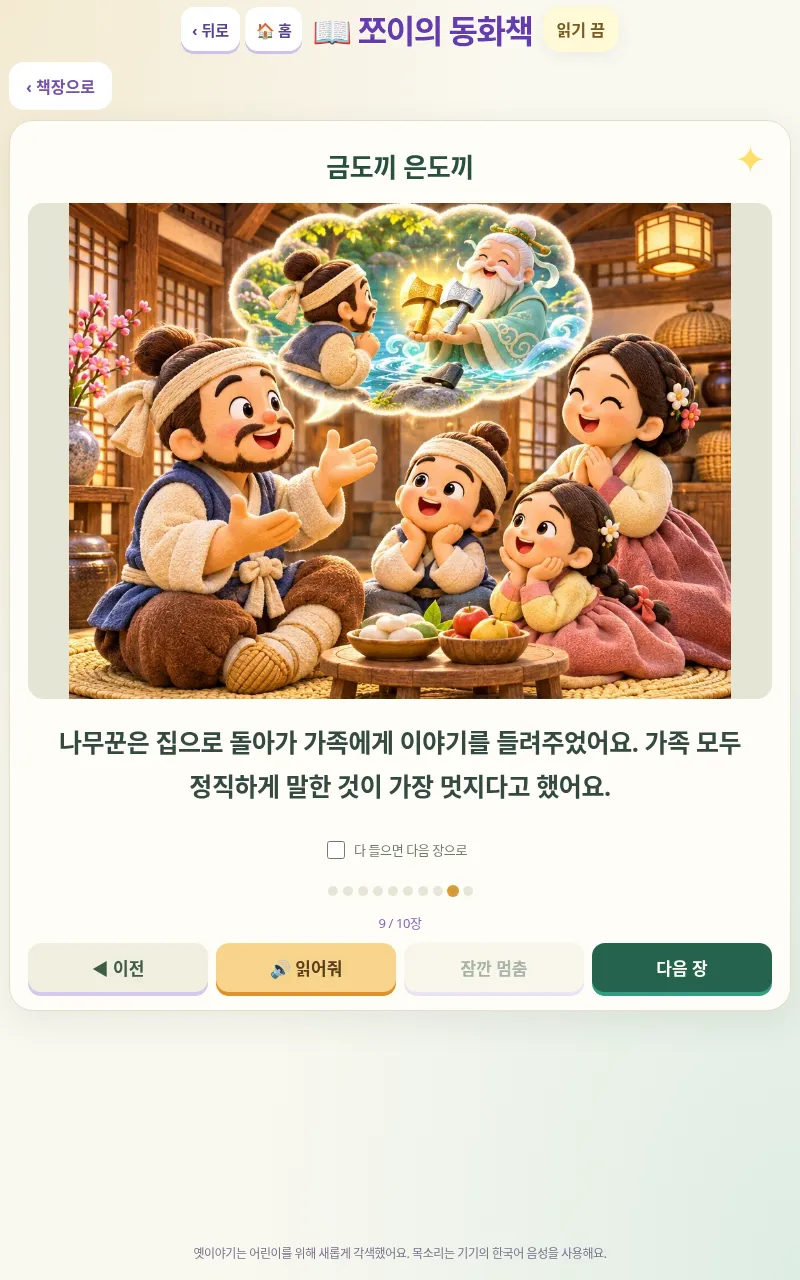 ‹ 뒤로
🏠 홈
📖 쪼이의 동화책
읽기 끔
‹ 책장으로
금도끼 은도끼
나무꾼은 집으로 돌아가 가족에게 이야기를 들려주었어요. 가족 모두
정직하게 말한 것이 가장 멋지다고 했어요.
다 들으면 다음 장으로
9 / 10장
◀ 이전
🔊 읽어줘
잠깐 멈춤
다음 장
옛이야기는 어린이를 위해 새롭게 각색했어요. 목소리는 기기의 한국어 음성을 사용해요.